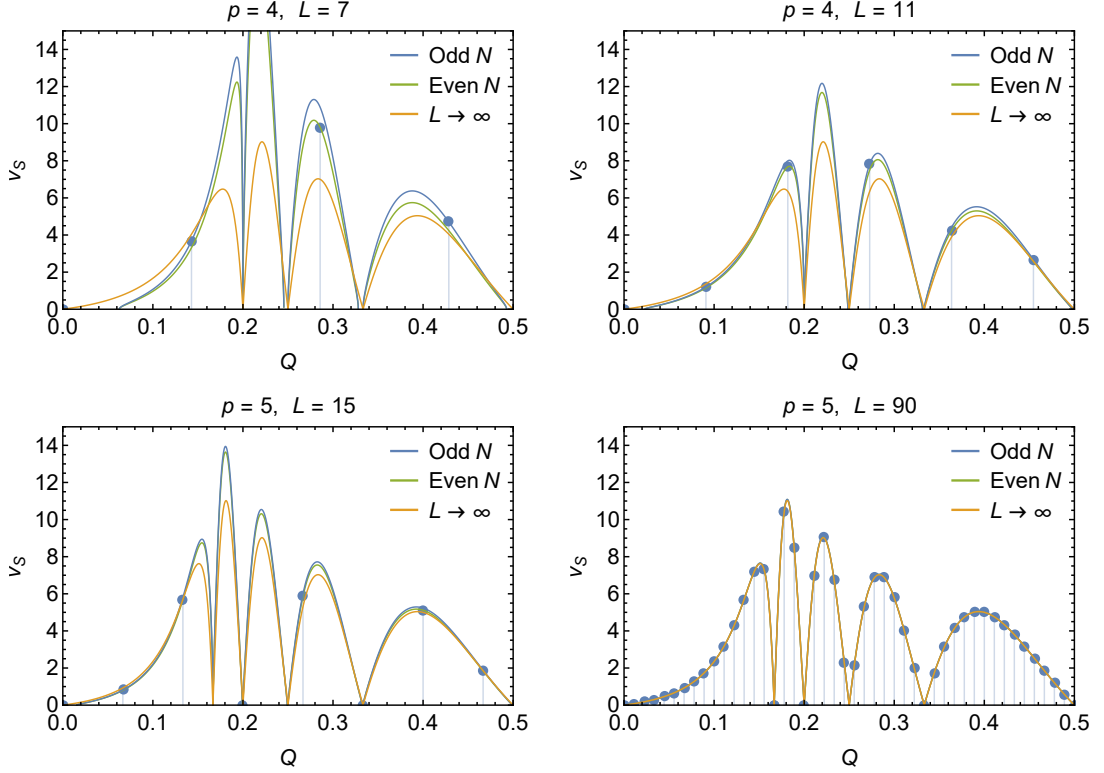 p = 4, L = 7
14
12
10
8
6
4
2
0
v_S
Odd N
Even N
L → ∞
0.0 0.1 0.2 0.3 0.4 0.5
Q
p = 4, L = 11
14
12
10
8
6
4
2
0
v_S
Odd N
Even N
L → ∞
0.0 0.1 0.2 0.3 0.4 0.5
Q
p = 5, L = 15
14
12
10
8
6
4
2
0
v_S
Odd N
Even N
L → ∞
0.0 0.1 0.2 0.3 0.4 0.5
Q
p = 5, L = 90
14
12
10
8
6
4
2
0
v_S
Odd N
Even N
L → ∞
0.0 0.1 0.2 0.3 0.4 0.5
Q